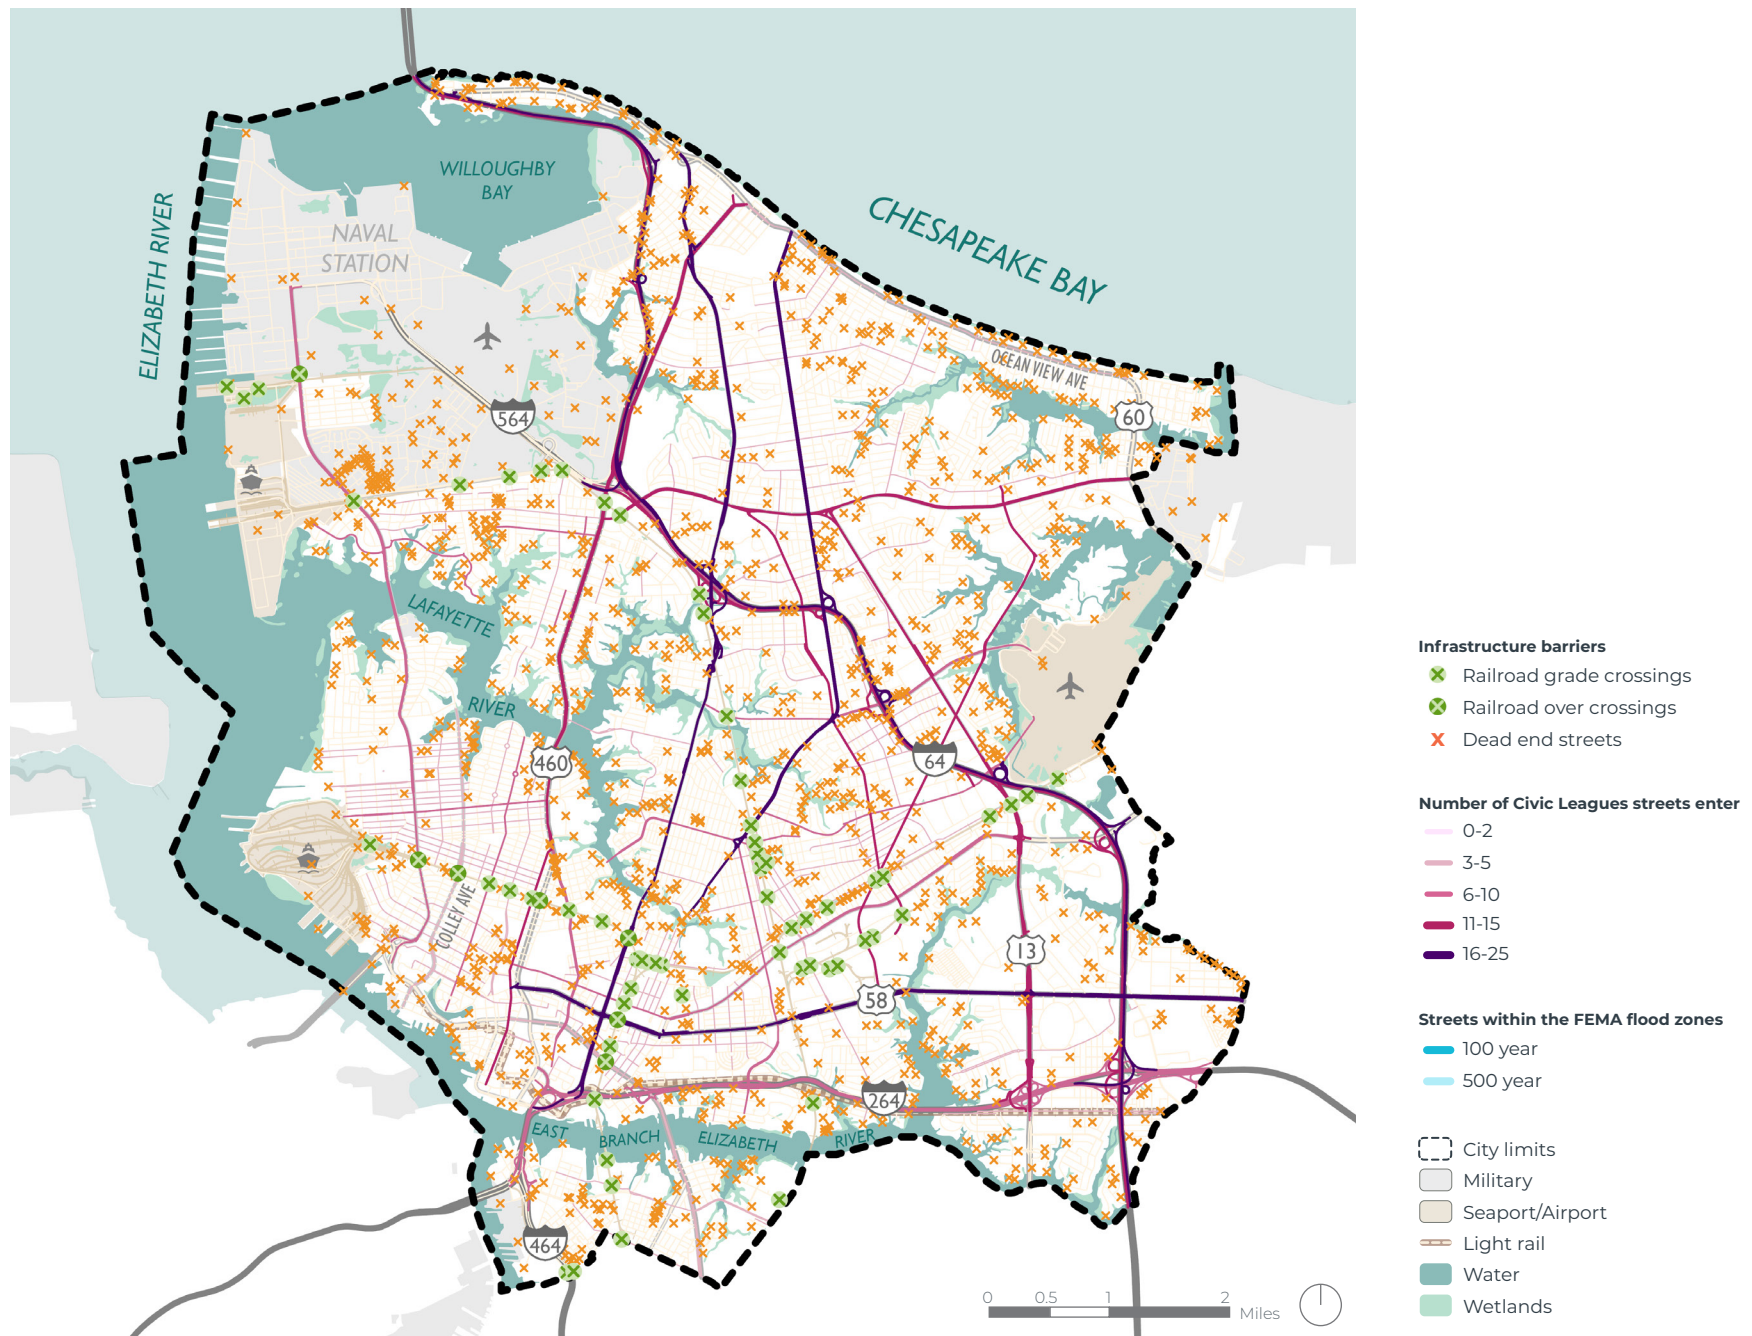 WILLOUGHBY
BAY
ELIZABETH RIVER
NAVAL
STATION
CHESAPEAKE BAY
OCEAN VIEW AVE
60
564
LAFAYETTE
RIVER
460
64
COLLEY AVE
13
58
264
EAST
BRANCH
ELIZABETH
RIVER
464
0
0.5
1
2
Miles
Infrastructure barriers
Railroad grade crossings
Railroad over crossings
Dead end streets
Number of Civic Leagues streets enter
0-2
3-5
6-10
11-15
16-25
Streets within the FEMA flood zones
100 year
500 year
City limits
Military
Seaport/Airport
Light rail
Water
Wetlands